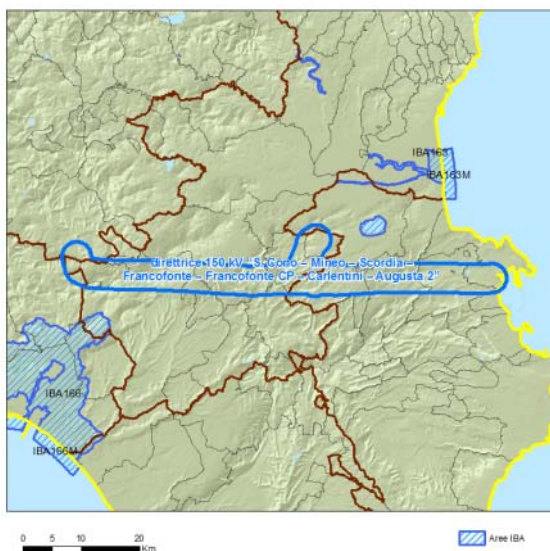 IBA163
IBA163M
direttrice 150 kV "S. Cono – Mineo – Scordia –
Francofonte – Francofonte CP – Carlentini – Augusta 2"
IBA166
IBA166M
0 5 10 20
Km
Aree IBA